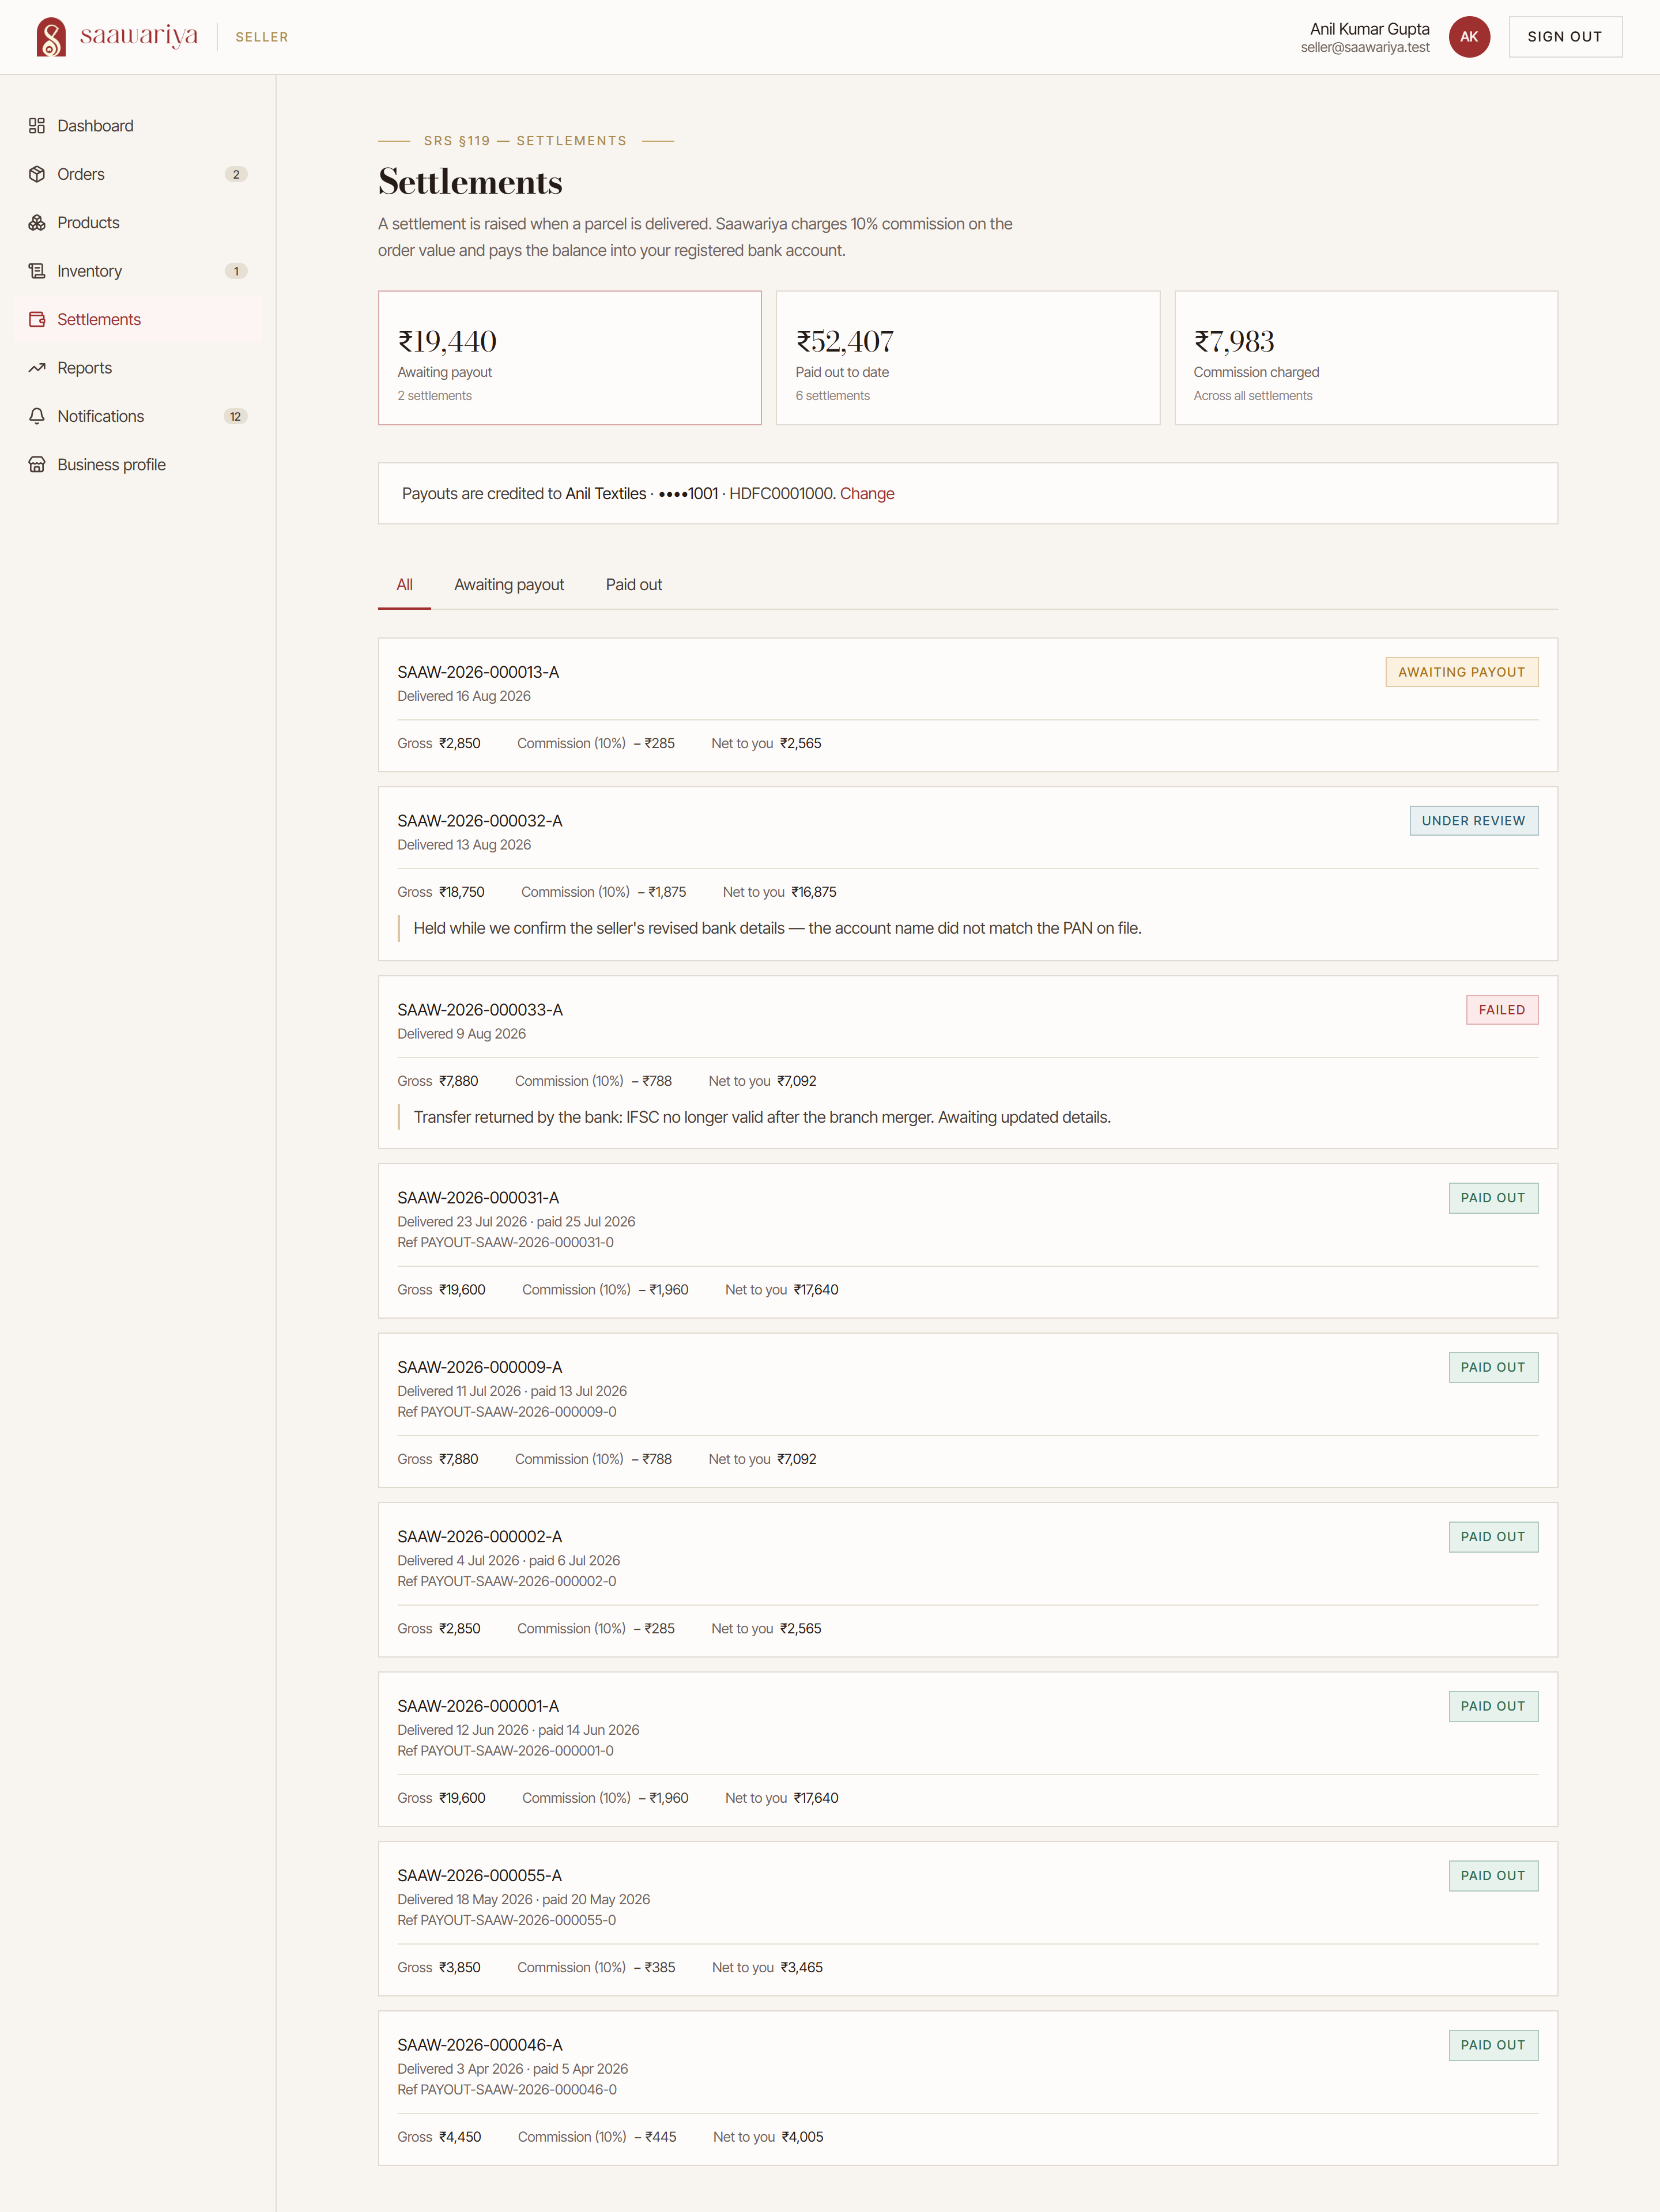 saawariya
SELLER
Anil Kumar Gupta
seller@saawariya.test
AK
SIGN OUT
Dashboard
Orders 2
Products
Inventory 1
Settlements
Reports
Notifications 12
Business profile
SRS §119 — SETTLEMENTS
Settlements
A settlement is raised when a parcel is delivered. Saawariya charges 10% commission on the
order value and pays the balance into your registered bank account.
₹19,440
Awaiting payout
2 settlements
₹52,407
Paid out to date
6 settlements
₹7,983
Commission charged
Across all settlements
Payouts are credited to Anil Textiles · ••••1001 · HDFC0001000. Change
All Awaiting payout Paid out
SAAW-2026-000013-A
AWAITING PAYOUT
Delivered 16 Aug 2026
Gross ₹2,850 Commission (10%) – ₹285 Net to you ₹2,565
SAAW-2026-000032-A
UNDER REVIEW
Delivered 13 Aug 2026
Gross ₹18,750 Commission (10%) – ₹1,875 Net to you ₹16,875
Held while we confirm the seller's revised bank details — the account name did not match the PAN on file.
SAAW-2026-000033-A
FAILED
Delivered 9 Aug 2026
Gross ₹7,880 Commission (10%) – ₹788 Net to you ₹7,092
Transfer returned by the bank: IFSC no longer valid after the branch merger. Awaiting updated details.
SAAW-2026-000031-A
PAID OUT
Delivered 23 Jul 2026 · paid 25 Jul 2026
Ref PAYOUT-SAAW-2026-000031-0
Gross ₹19,600 Commission (10%) – ₹1,960 Net to you ₹17,640
SAAW-2026-000009-A
PAID OUT
Delivered 11 Jul 2026 · paid 13 Jul 2026
Ref PAYOUT-SAAW-2026-000009-0
Gross ₹7,880 Commission (10%) – ₹788 Net to you ₹7,092
SAAW-2026-000002-A
PAID OUT
Delivered 4 Jul 2026 · paid 6 Jul 2026
Ref PAYOUT-SAAW-2026-000002-0
Gross ₹2,850 Commission (10%) – ₹285 Net to you ₹2,565
SAAW-2026-000001-A
PAID OUT
Delivered 12 Jun 2026 · paid 14 Jun 2026
Ref PAYOUT-SAAW-2026-000001-0
Gross ₹19,600 Commission (10%) – ₹1,960 Net to you ₹17,640
SAAW-2026-000055-A
PAID OUT
Delivered 18 May 2026 · paid 20 May 2026
Ref PAYOUT-SAAW-2026-000055-0
Gross ₹3,850 Commission (10%) – ₹385 Net to you ₹3,465
SAAW-2026-000046-A
PAID OUT
Delivered 3 Apr 2026 · paid 5 Apr 2026
Ref PAYOUT-SAAW-2026-000046-0
Gross ₹4,450 Commission (10%) – ₹445 Net to you ₹4,005